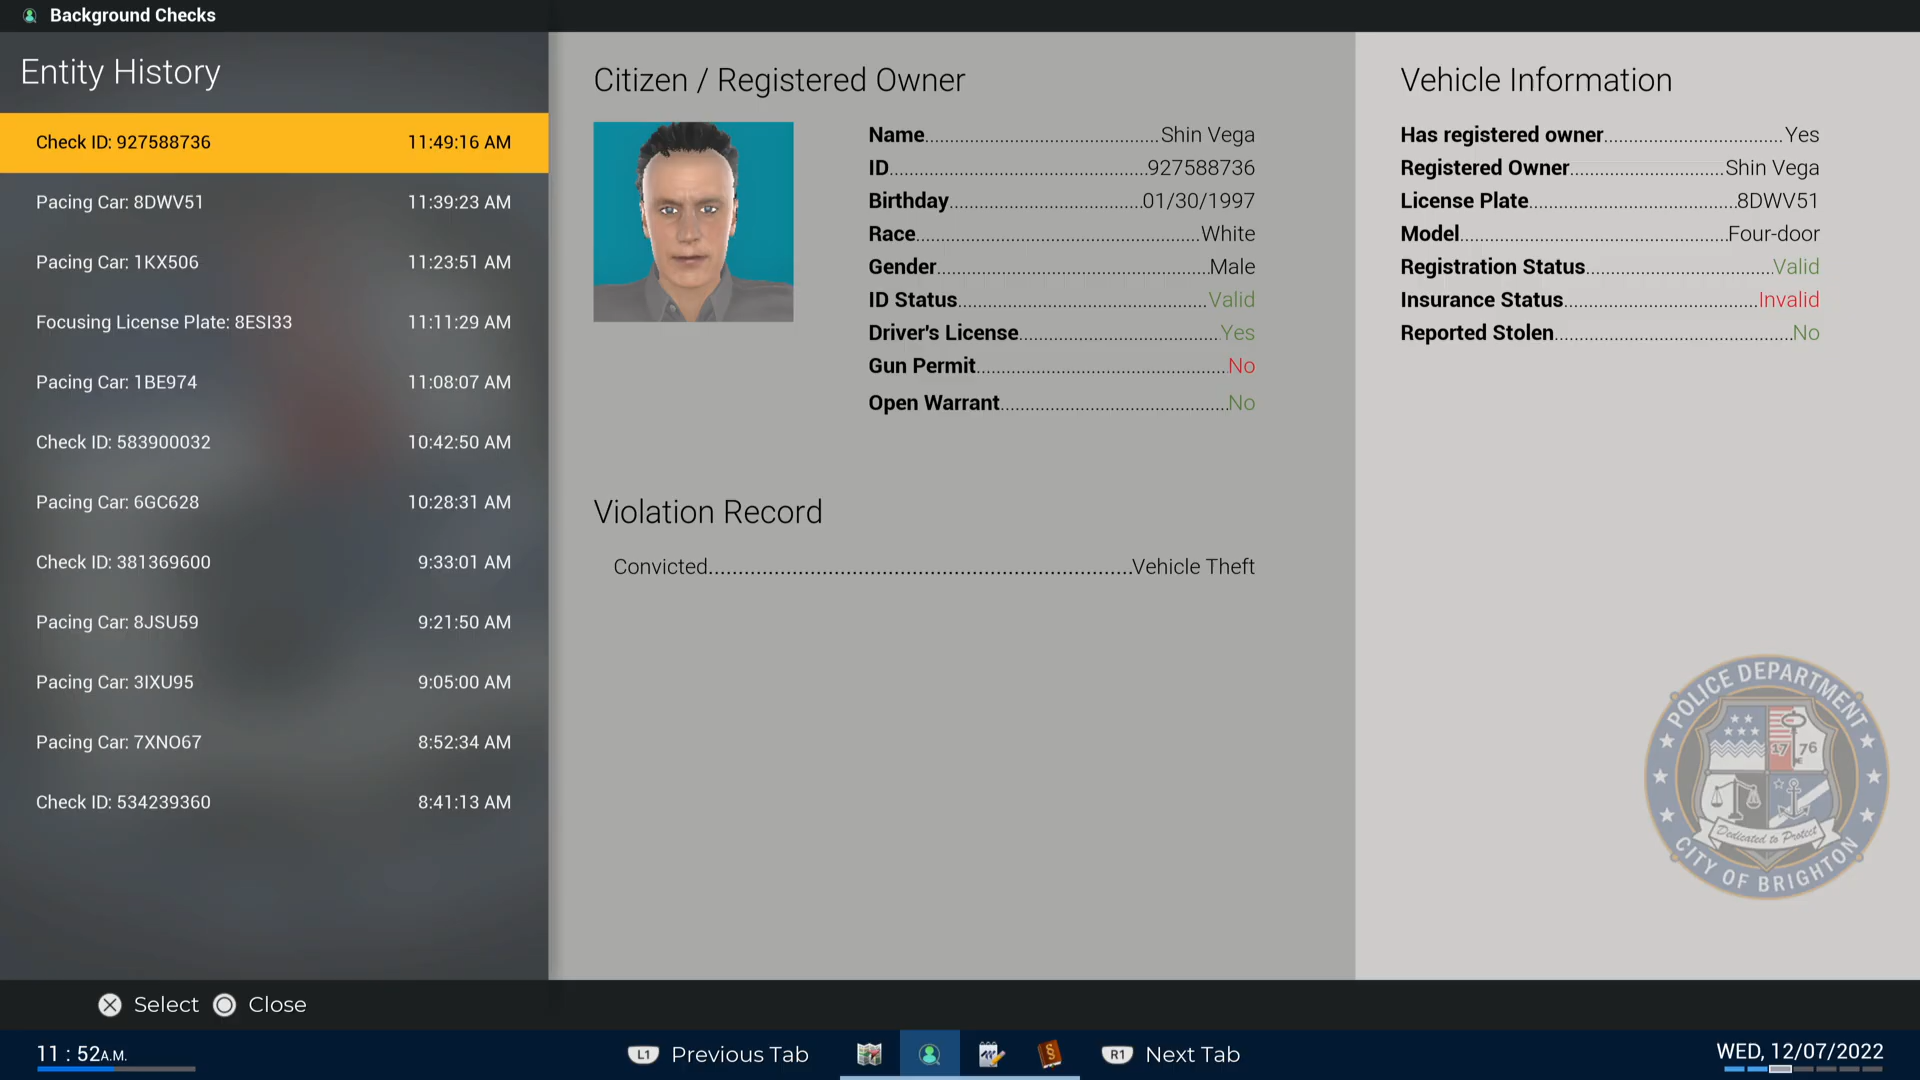 Background Checks
Entity History
Check ID: 927588736 11:49:16 AM
Pacing Car: 8DWV51 11:39:23 AM
Pacing Car: 1KX506 11:23:51 AM
Focusing License Plate: 8ESI33 11:11:29 AM
Pacing Car: 1BE974 11:08:07 AM
Check ID: 583900032 10:42:50 AM
Pacing Car: 6GC628 10:28:31 AM
Check ID: 381369600 9:33:01 AM
Pacing Car: 8JSU59 9:21:50 AM
Pacing Car: 3IXU95 9:05:00 AM
Pacing Car: 7XNO67 8:52:34 AM
Check ID: 534239360 8:41:13 AM
Citizen / Registered Owner
Name Shin Vega
ID 927588736
Birthday 01/30/1997
Race White
Gender Male
ID Status Valid
Driver's License Yes
Gun Permit No
Open Warrant No
Violation Record
Convicted Vehicle Theft
Vehicle Information
Has registered owner Yes
Registered Owner Shin Vega
License Plate 8DWV51
Model Four-door
Registration Status Valid
Insurance Status Invalid
Reported Stolen No
POLICE DEPARTMENT
17 76
Dedicated to Protect
CITY OF BRIGHTON
Select Close
11 : 52 A.M.
L1 Previous Tab
R1 Next Tab
WED, 12/07/2022